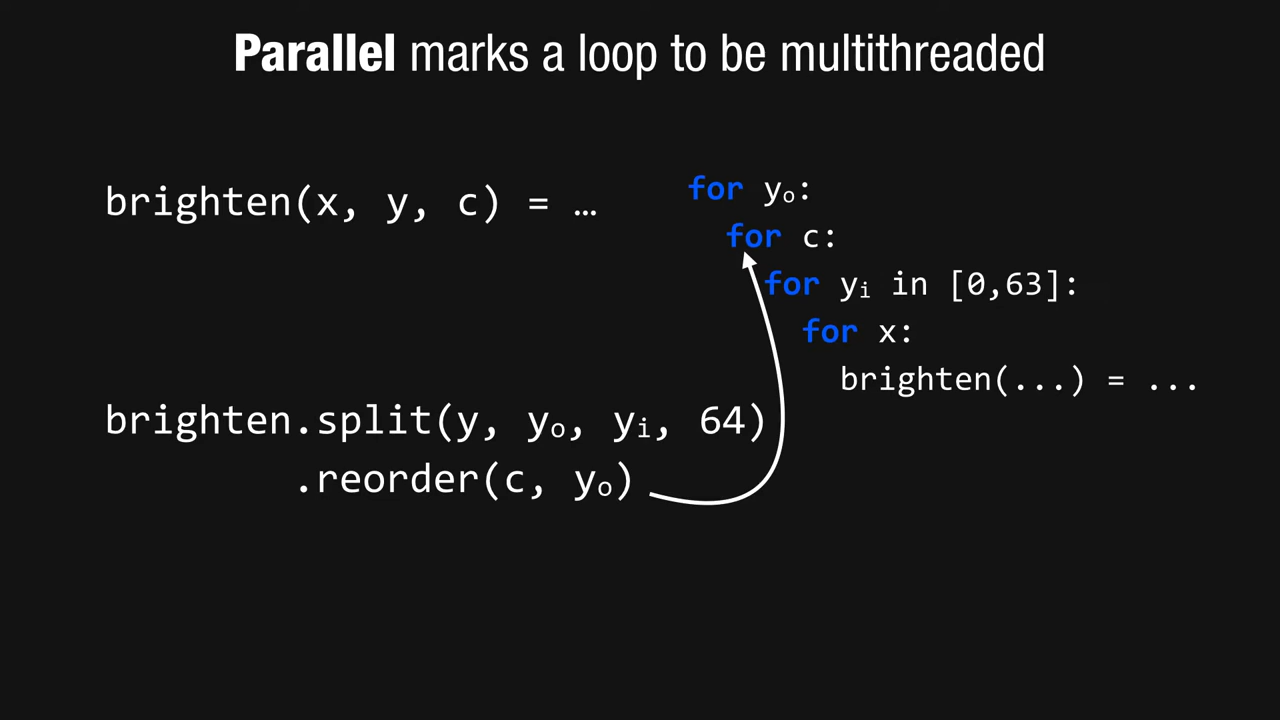 Parallel marks a loop to be multithreaded
brighten(x, y, c) = …
for yₒ:
for c:
for yᵢ in [0,63]:
for x:
brighten(...) = ...
brighten.split(y, yₒ, yᵢ, 64)
.reorder(c, yₒ)